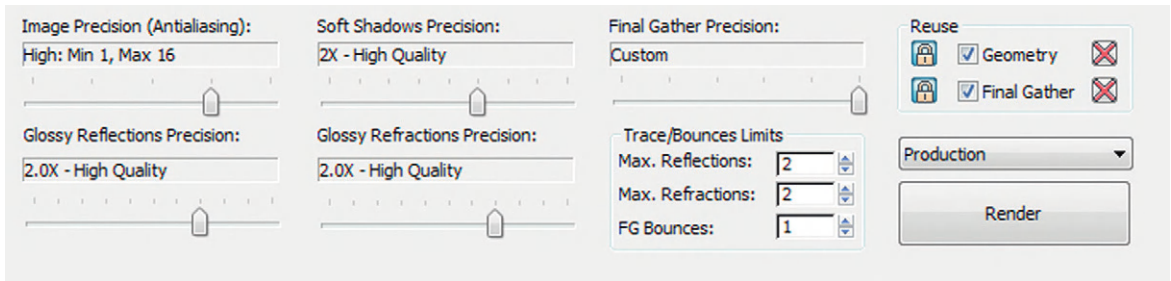 Image Precision (Antialiasing):
High: Min 1, Max 16
Soft Shadows Precision:
2X - High Quality
Final Gather Precision:
Custom
Reuse
Geometry
Final Gather
Glossy Reflections Precision:
2.0X - High Quality
Glossy Refractions Precision:
2.0X - High Quality
Trace/Bounces Limits
Max. Reflections: 2
Max. Refractions: 2
FG Bounces: 1
Production
Render